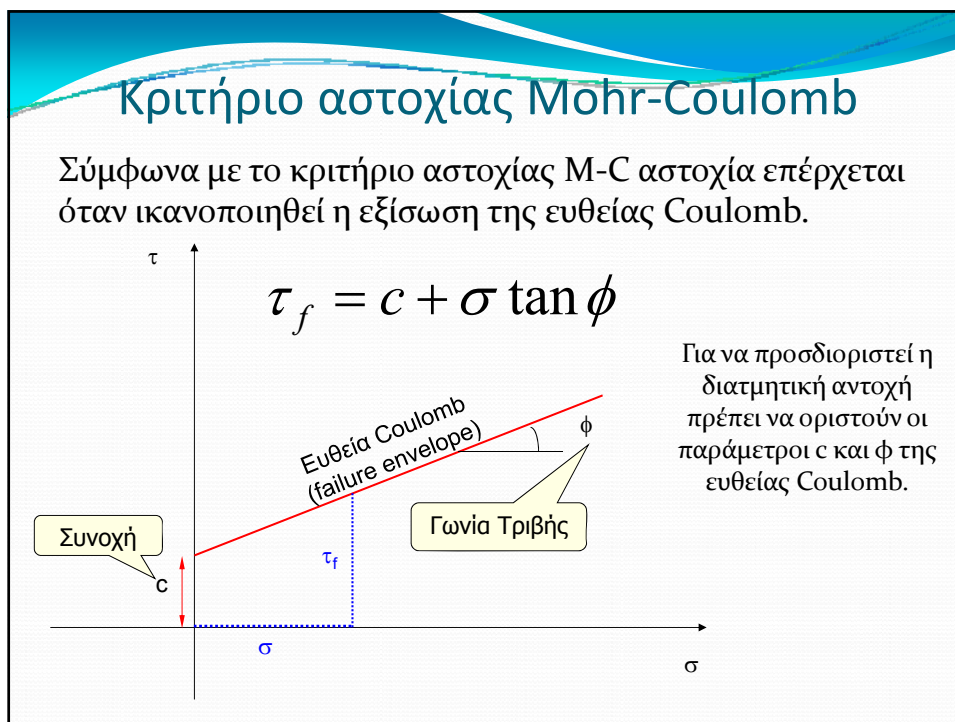 Κριτήριο αστοχίας Mohr-Coulomb
Σύμφωνα με το κριτήριο αστοχίας M-C αστοχία επέρχεται
όταν ικανοποιηθεί η εξίσωση της ευθείας Coulomb.
τ
τ_f = c + σ tan ϕ
Για να προσδιοριστεί η
διατμητική αντοχή
πρέπει να οριστούν οι
παράμετροι c και φ της
ευθείας Coulomb.
Ευθεία Coulomb
(failure envelope)
ϕ
Γωνία Τριβής
Συνοχή
c
τf
σ
σ